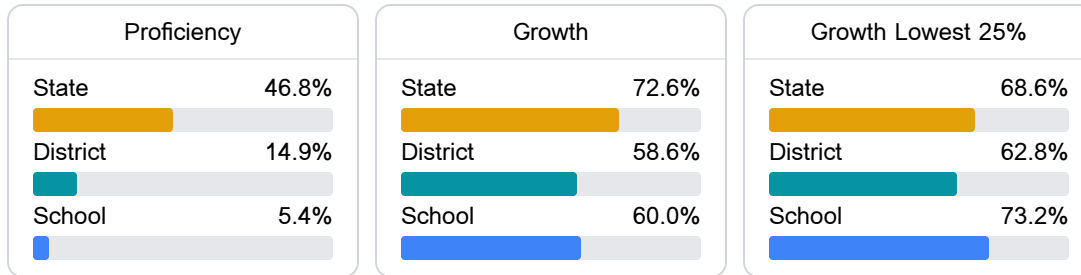 Proficiency
State 46.8%
District 14.9%
School 5.4%
Growth
State 72.6%
District 58.6%
School 60.0%
Growth Lowest 25%
State 68.6%
District 62.8%
School 73.2%